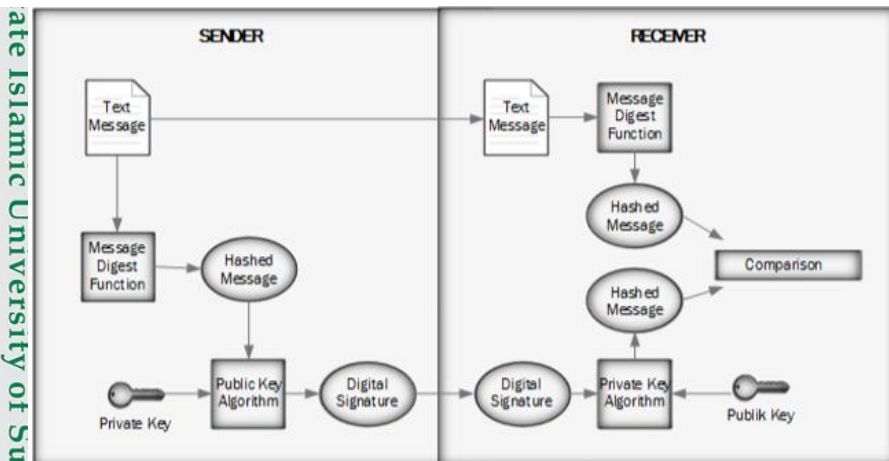 ate Islamic University of Su
SENDER
RECEIVER
Text
Message
Text
Message
Message
Digest
Function
Hashed
Message
Message
Digest
Function
Hashed
Message
Comparison
Hashed
Message
Private Key
Public Key
Algorithm
Digital
Signature
Digital
Signature
Private Key
Algorithm
Publik Key